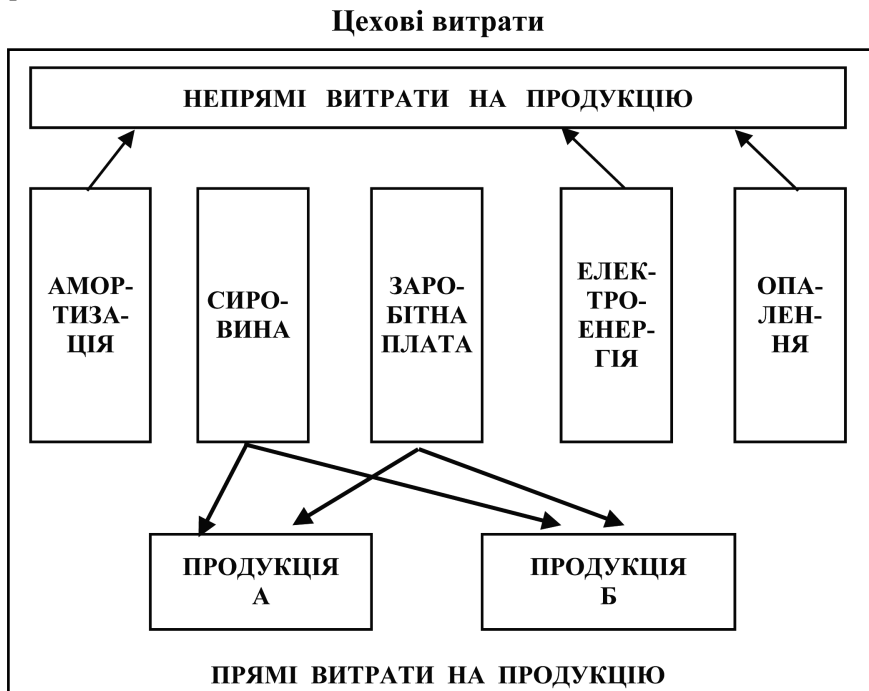 Цехові витрати
НЕПРЯМІ ВИТРАТИ НА ПРОДУКЦІЮ
АМОР-
ТИЗА-
ЦІЯ
СИРО-
ВИНА
ЗАРО-
БІТНА
ПЛАТА
ЕЛЕК-
ТРО-
ЕНЕР-
ГІЯ
ОПА-
ЛЕН-
НЯ
ПРОДУКЦІЯ
А
ПРОДУКЦІЯ
Б
ПРЯМІ ВИТРАТИ НА ПРОДУКЦІЮ